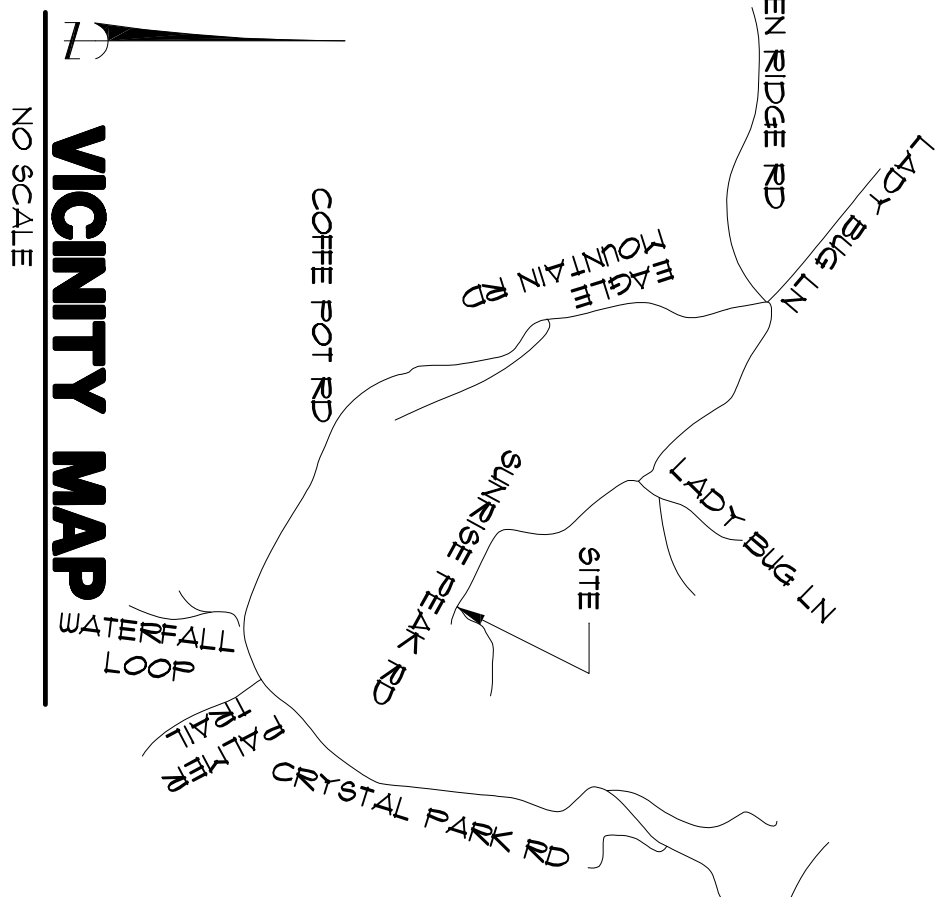 VICINITY MAP
NO SCALE
EN RIDGE RD
LADY BUG LN
EAGLE
MOUNTAIN RD
COFFE POT RD
LADY BUG LN
SUNRISE PEAK RD
SITE
WATERFALL
LOOP
PALMER
TRAIL
CRYSTAL PARK RD